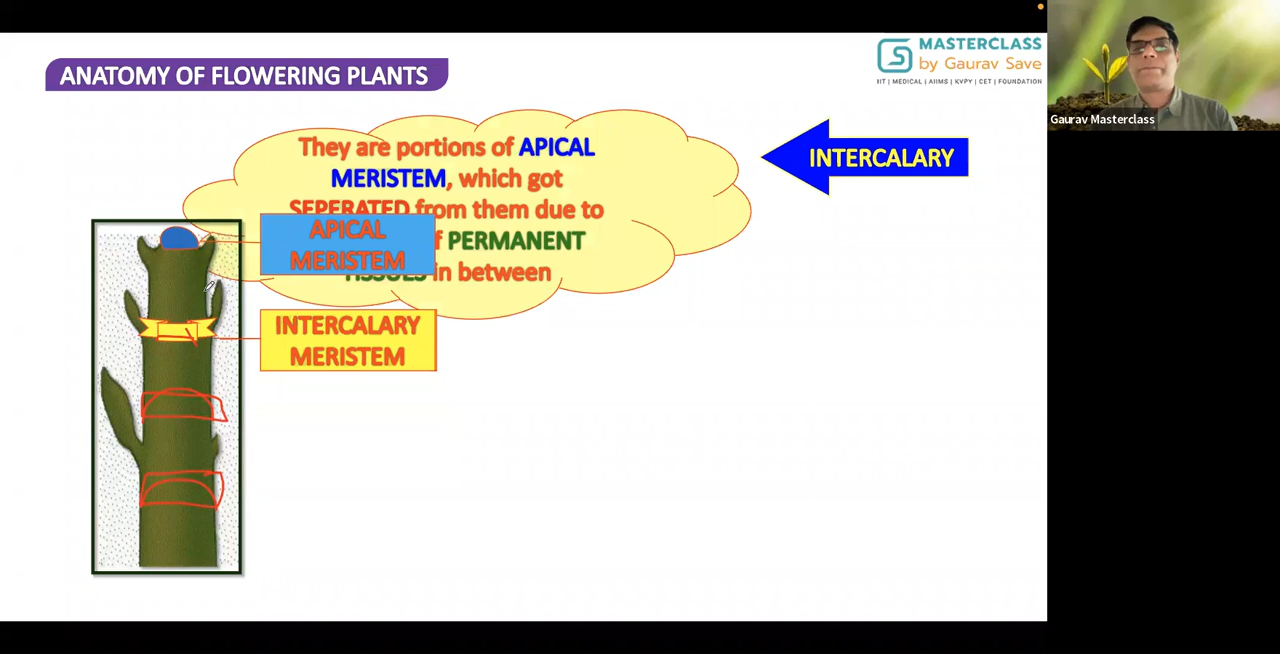 ANATOMY OF FLOWERING PLANTS
MASTERCLASS
by Gaurav Save
IIT | MEDICAL | AIIMS | KVPY | CET | FOUNDATION
Gaurav Masterclass
They are portions of APICAL
MERISTEM, which got
SEPERATED from them due to
f PERMANENT
TISSUES in between
INTERCALARY
APICAL
MERISTEM
INTERCALARY
MERISTEM